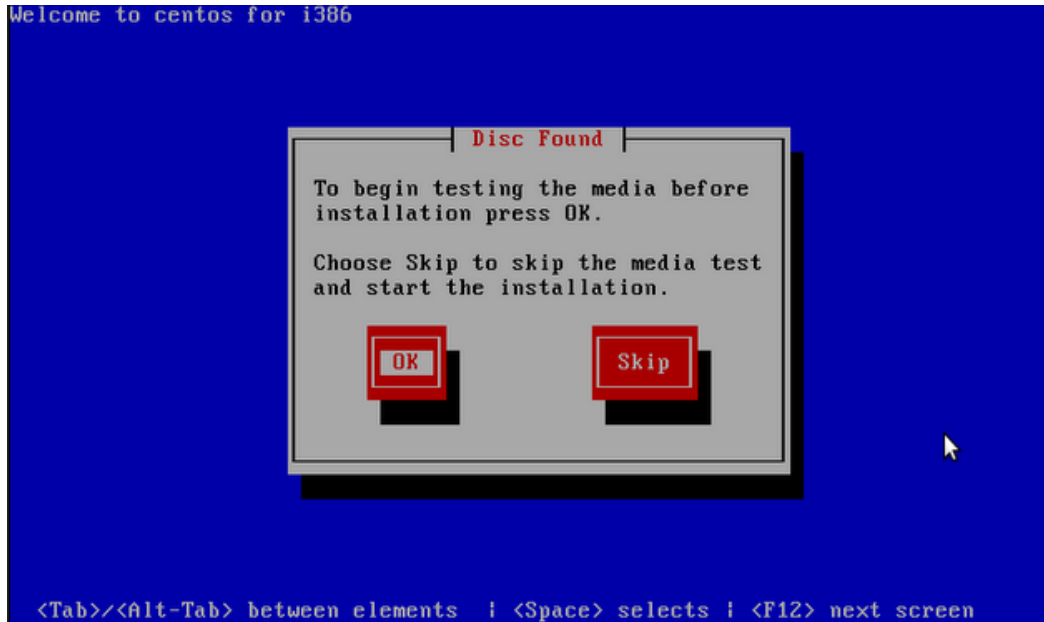 Welcome to centos for i386
Disc Found
To begin testing the media before
installation press OK.
Choose Skip to skip the media test
and start the installation.
OK Skip
<Tab>/<Alt-Tab> between elements | <Space> selects | <F12> next screen